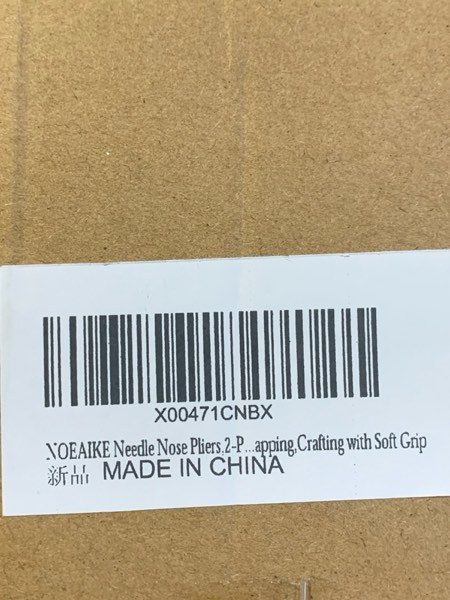 X00471CNBX
NOEAIKE Needle Nose Pliers,2-P...apping,Crafting with Soft Grip
新品 MADE IN CHINA